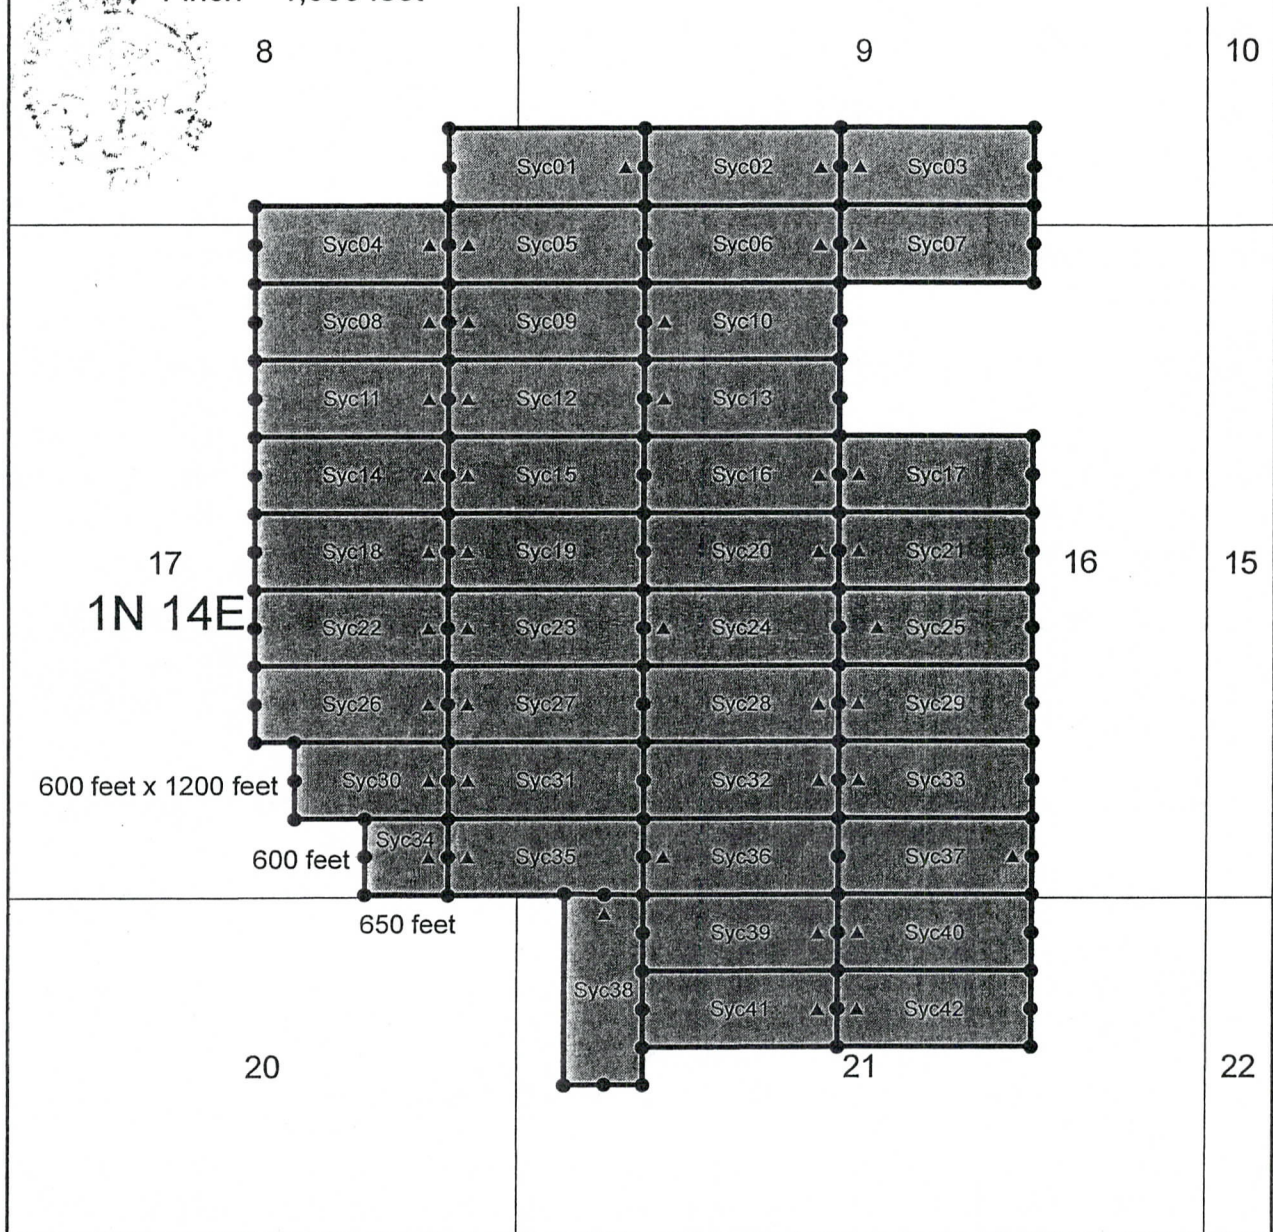 8 9 10
Syc01 Syc02 Syc03
Syc04 Syc05 Syc06 Syc07
Syc08 Syc09 Syc10
Syc11 Syc12 Syc13
Syc14 Syc15 Syc16 Syc17
17 Syc18 Syc19 Syc20 Syc21 16 15
1N 14E Syc22 Syc23 Syc24 Syc25
Syc26 Syc27 Syc28 Syc29
600 feet x 1200 feet Syc30 Syc31 Syc32 Syc33
600 feet Syc34 Syc35 Syc36 Syc37
650 feet Syc39 Syc40
Syc38
Syc41 Syc42
20 21 22